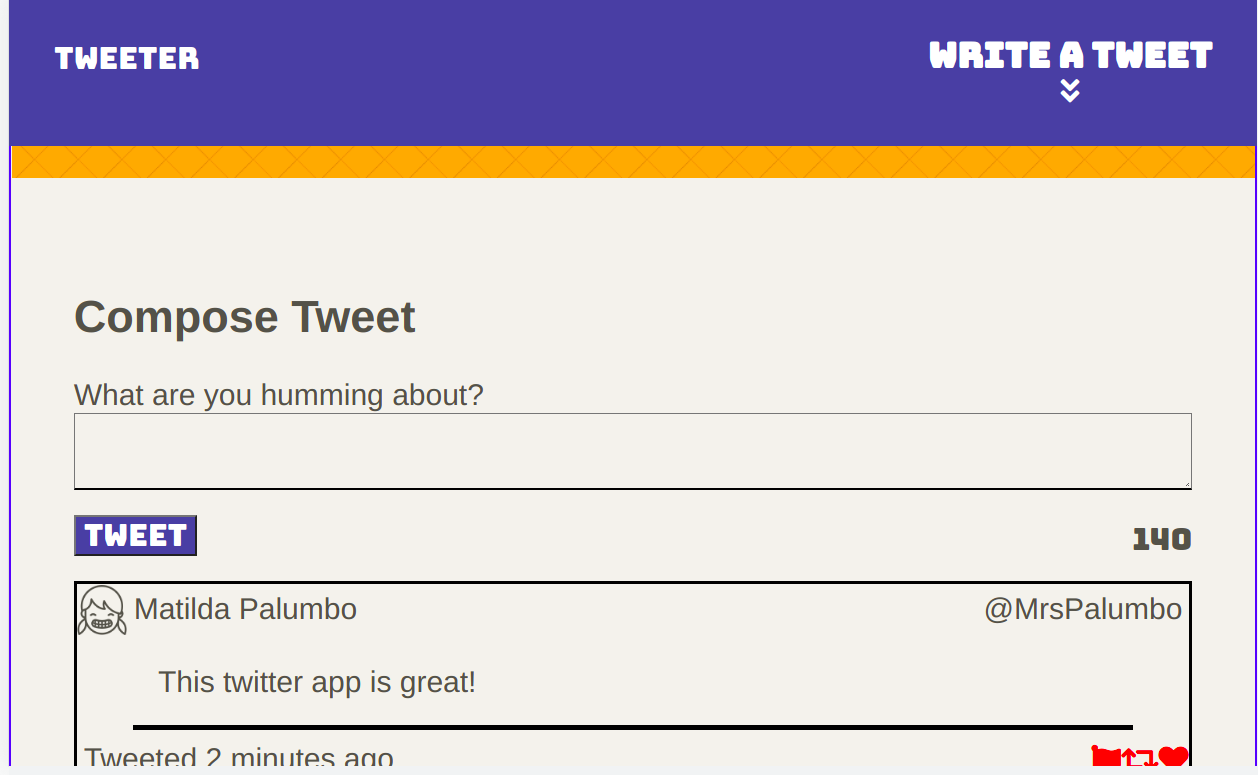 TWEETER
WRITE A TWEET
Compose Tweet
What are you humming about?
TWEET
140
Matilda Palumbo
@MrsPalumbo
This twitter app is great!
Tweeted 2 minutes ago